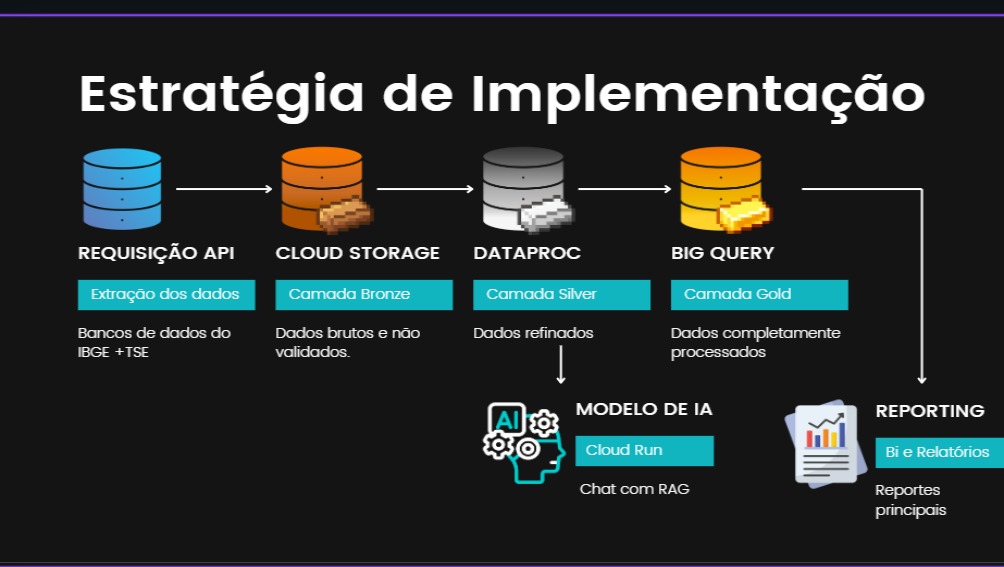 Estratégia de Implementação
REQUISIÇÃO API
Extração dos dados
Bancos de dados do
IBGE +TSE
CLOUD STORAGE
Camada Bronze
Dados brutos e não
validados.
DATAPROC
Camada Silver
Dados refinados
BIG QUERY
Camada Gold
Dados completamente
processados
AI
MODELO DE IA
Cloud Run
Chat com RAG
REPORTING
Bi e Relatórios
Reportes
principais